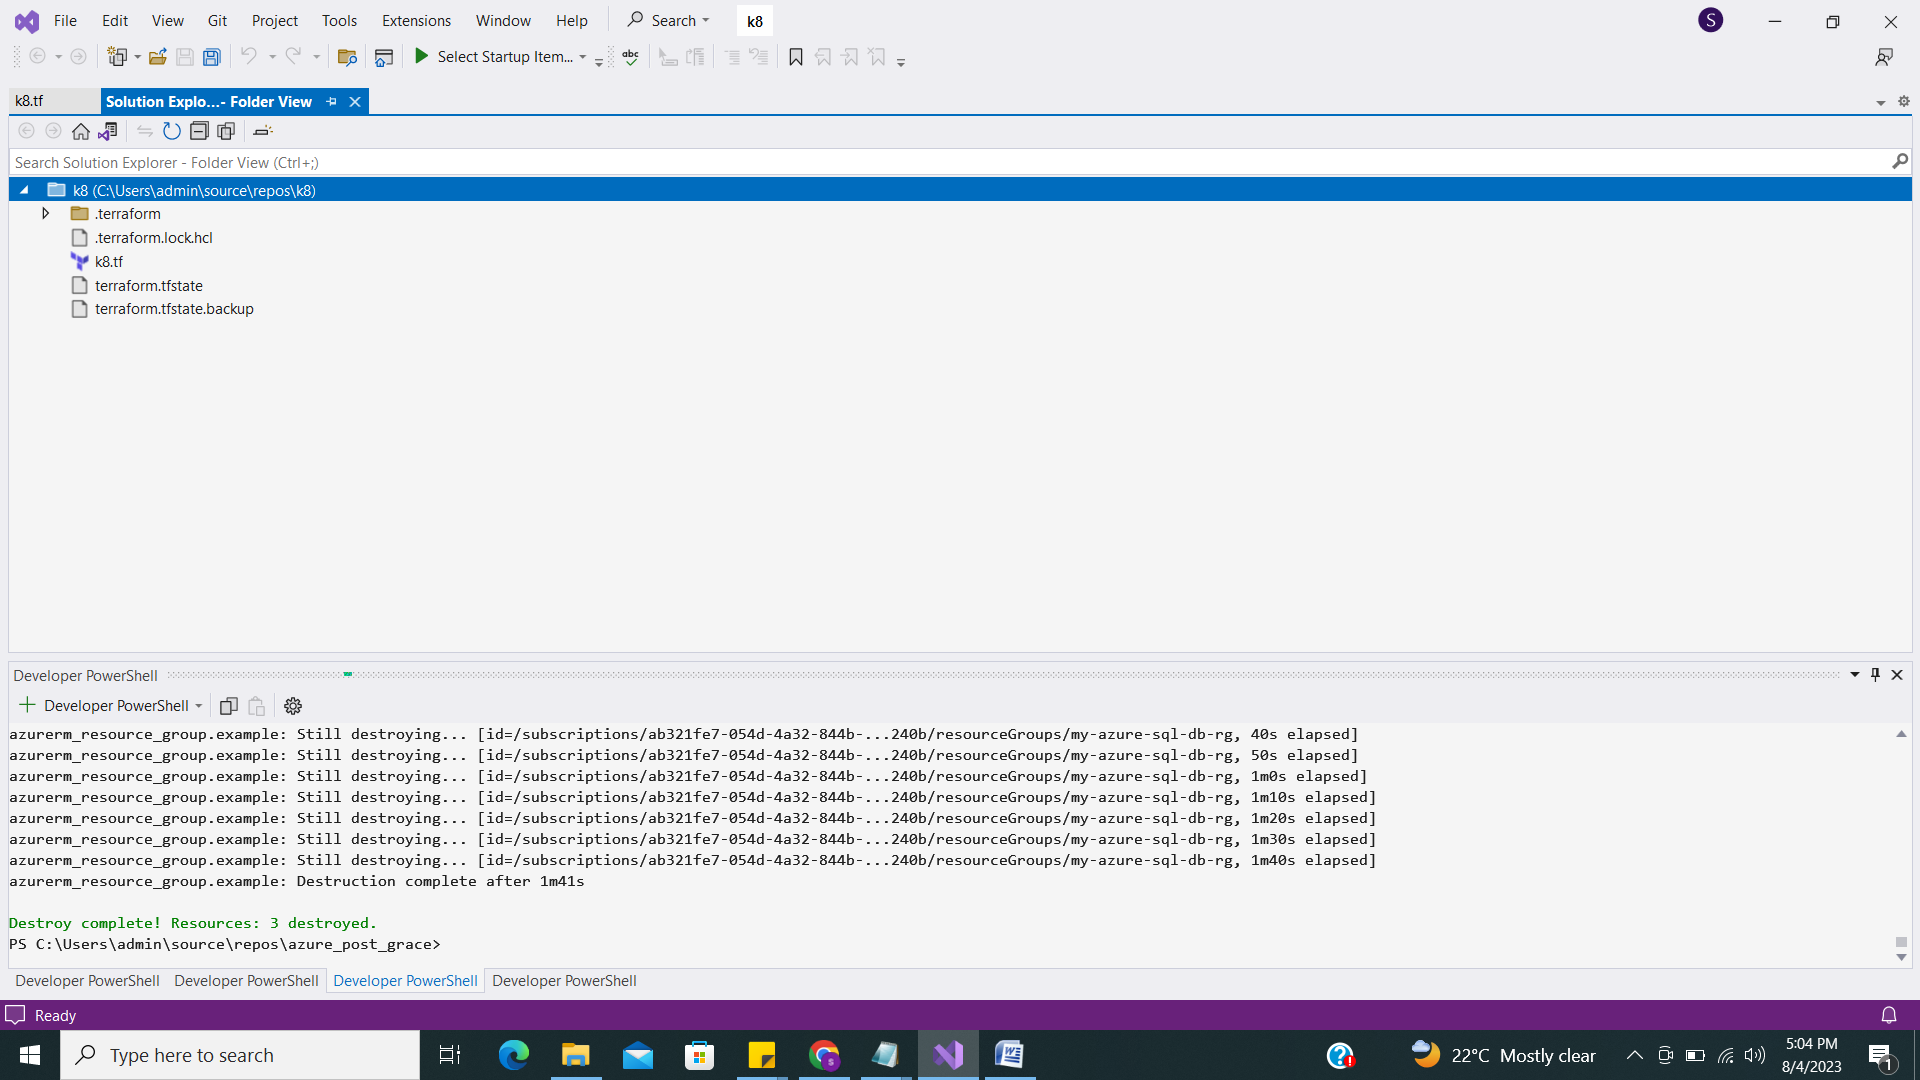 File Edit View Git Project Tools Extensions Window Help Search k8 S
Select Startup Item... abc
k8.tf Solution Explo...- Folder View
Search Solution Explorer - Folder View (Ctrl+;)
k8 (C:\Users\admin\source\repos\k8)
.terraform
.terraform.lock.hcl
k8.tf
terraform.tfstate
terraform.tfstate.backup
Developer PowerShell
Developer PowerShell
azurerm_resource_group.example: Still destroying... [id=/subscriptions/ab321fe7-054d-4a32-844b-...240b/resourceGroups/my-azure-sql-db-rg, 40s elapsed]
azurerm_resource_group.example: Still destroying... [id=/subscriptions/ab321fe7-054d-4a32-844b-...240b/resourceGroups/my-azure-sql-db-rg, 50s elapsed]
azurerm_resource_group.example: Still destroying... [id=/subscriptions/ab321fe7-054d-4a32-844b-...240b/resourceGroups/my-azure-sql-db-rg, 1m0s elapsed]
azurerm_resource_group.example: Still destroying... [id=/subscriptions/ab321fe7-054d-4a32-844b-...240b/resourceGroups/my-azure-sql-db-rg, 1m10s elapsed]
azurerm_resource_group.example: Still destroying... [id=/subscriptions/ab321fe7-054d-4a32-844b-...240b/resourceGroups/my-azure-sql-db-rg, 1m20s elapsed]
azurerm_resource_group.example: Still destroying... [id=/subscriptions/ab321fe7-054d-4a32-844b-...240b/resourceGroups/my-azure-sql-db-rg, 1m30s elapsed]
azurerm_resource_group.example: Still destroying... [id=/subscriptions/ab321fe7-054d-4a32-844b-...240b/resourceGroups/my-azure-sql-db-rg, 1m40s elapsed]
azurerm_resource_group.example: Destruction complete after 1m41s
Destroy complete! Resources: 3 destroyed.
PS C:\Users\admin\source\repos\azure_post_grace>
Developer PowerShell Developer PowerShell Developer PowerShell Developer PowerShell
Ready
Type here to search 22°C Mostly clear 5:04 PM
8/4/2023 1